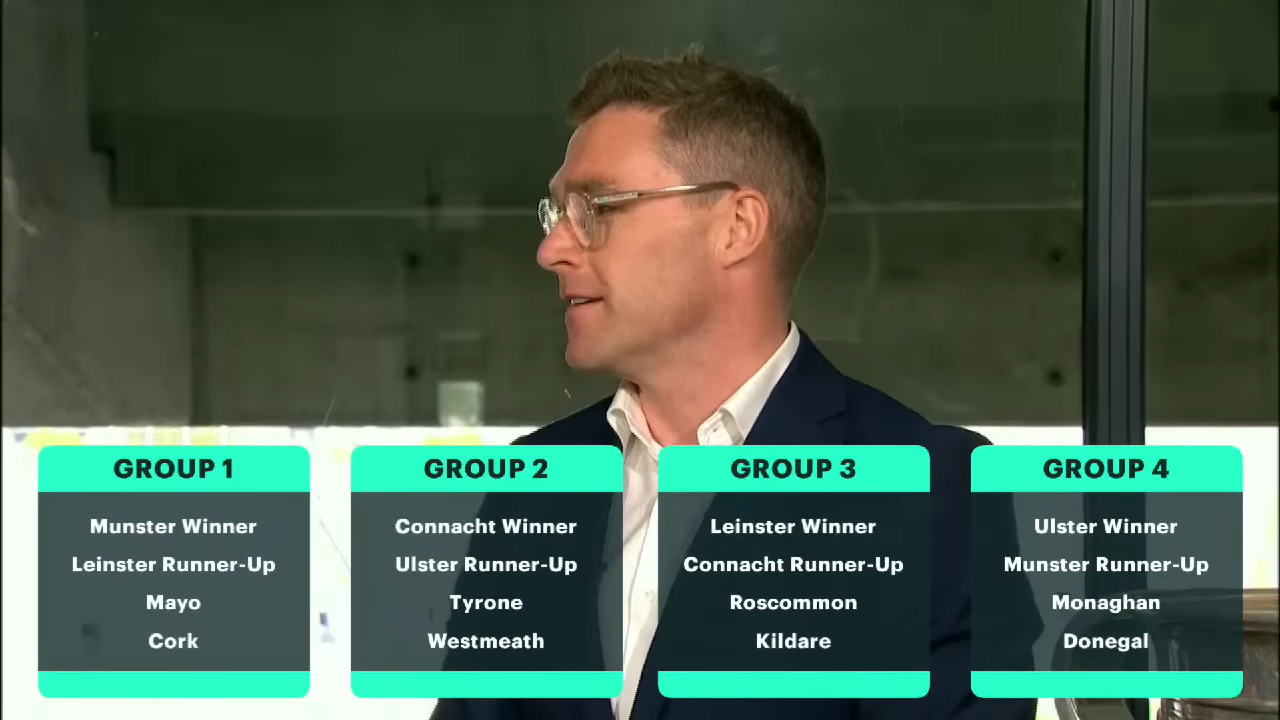 GROUP 1
Munster Winner
Leinster Runner-Up
Mayo
Cork
GROUP 2
Connacht Winner
Ulster Runner-Up
Tyrone
Westmeath
GROUP 3
Leinster Winner
Connacht Runner-Up
Roscommon
Kildare
GROUP 4
Ulster Winner
Munster Runner-Up
Monaghan
Donegal